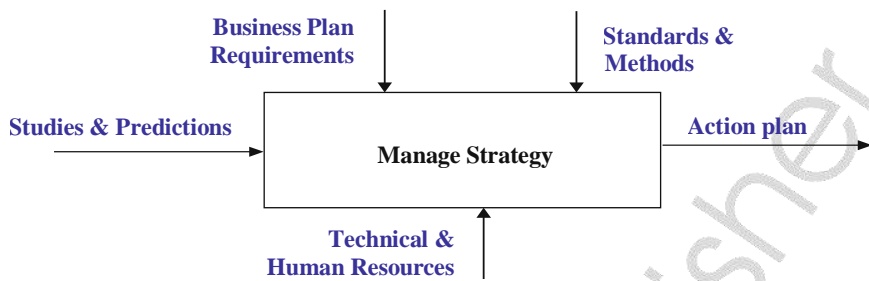 Business Plan
Requirements
Standards &
Methods
Studies & Predictions
Action plan
Manage Strategy
Technical &
Human Resources